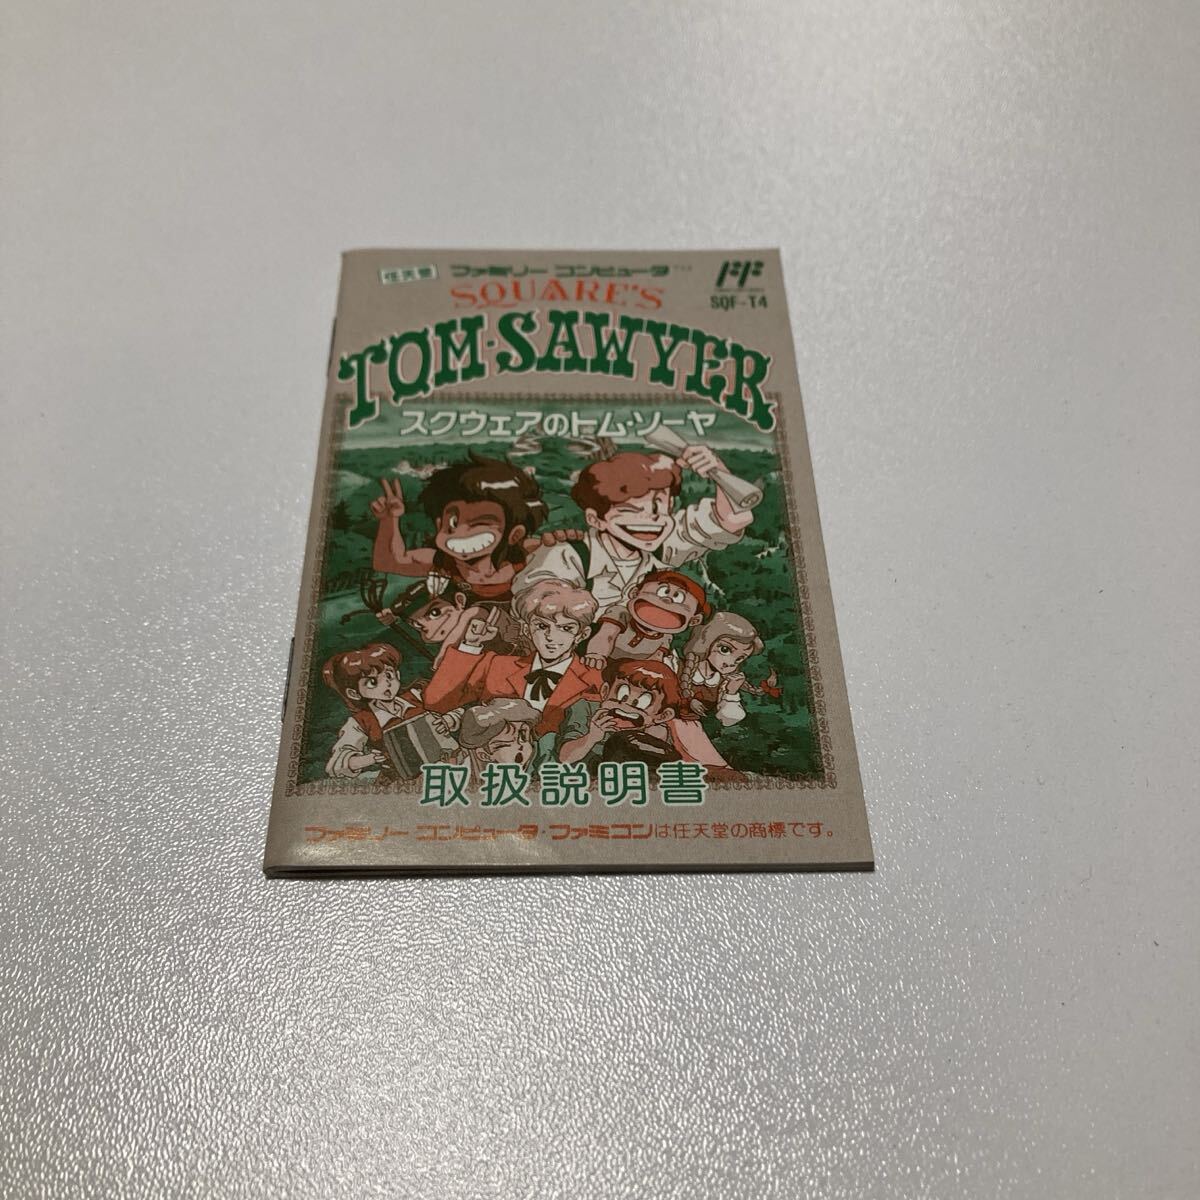 任天堂 ファミリー コンピュータ™
SQUARE'S
SQF-T4
TOM·SAWYER
スクウェアのトム・ソーヤ
取扱説明書
ファミリー コンピュータ・ファミコンは任天堂の商標です。